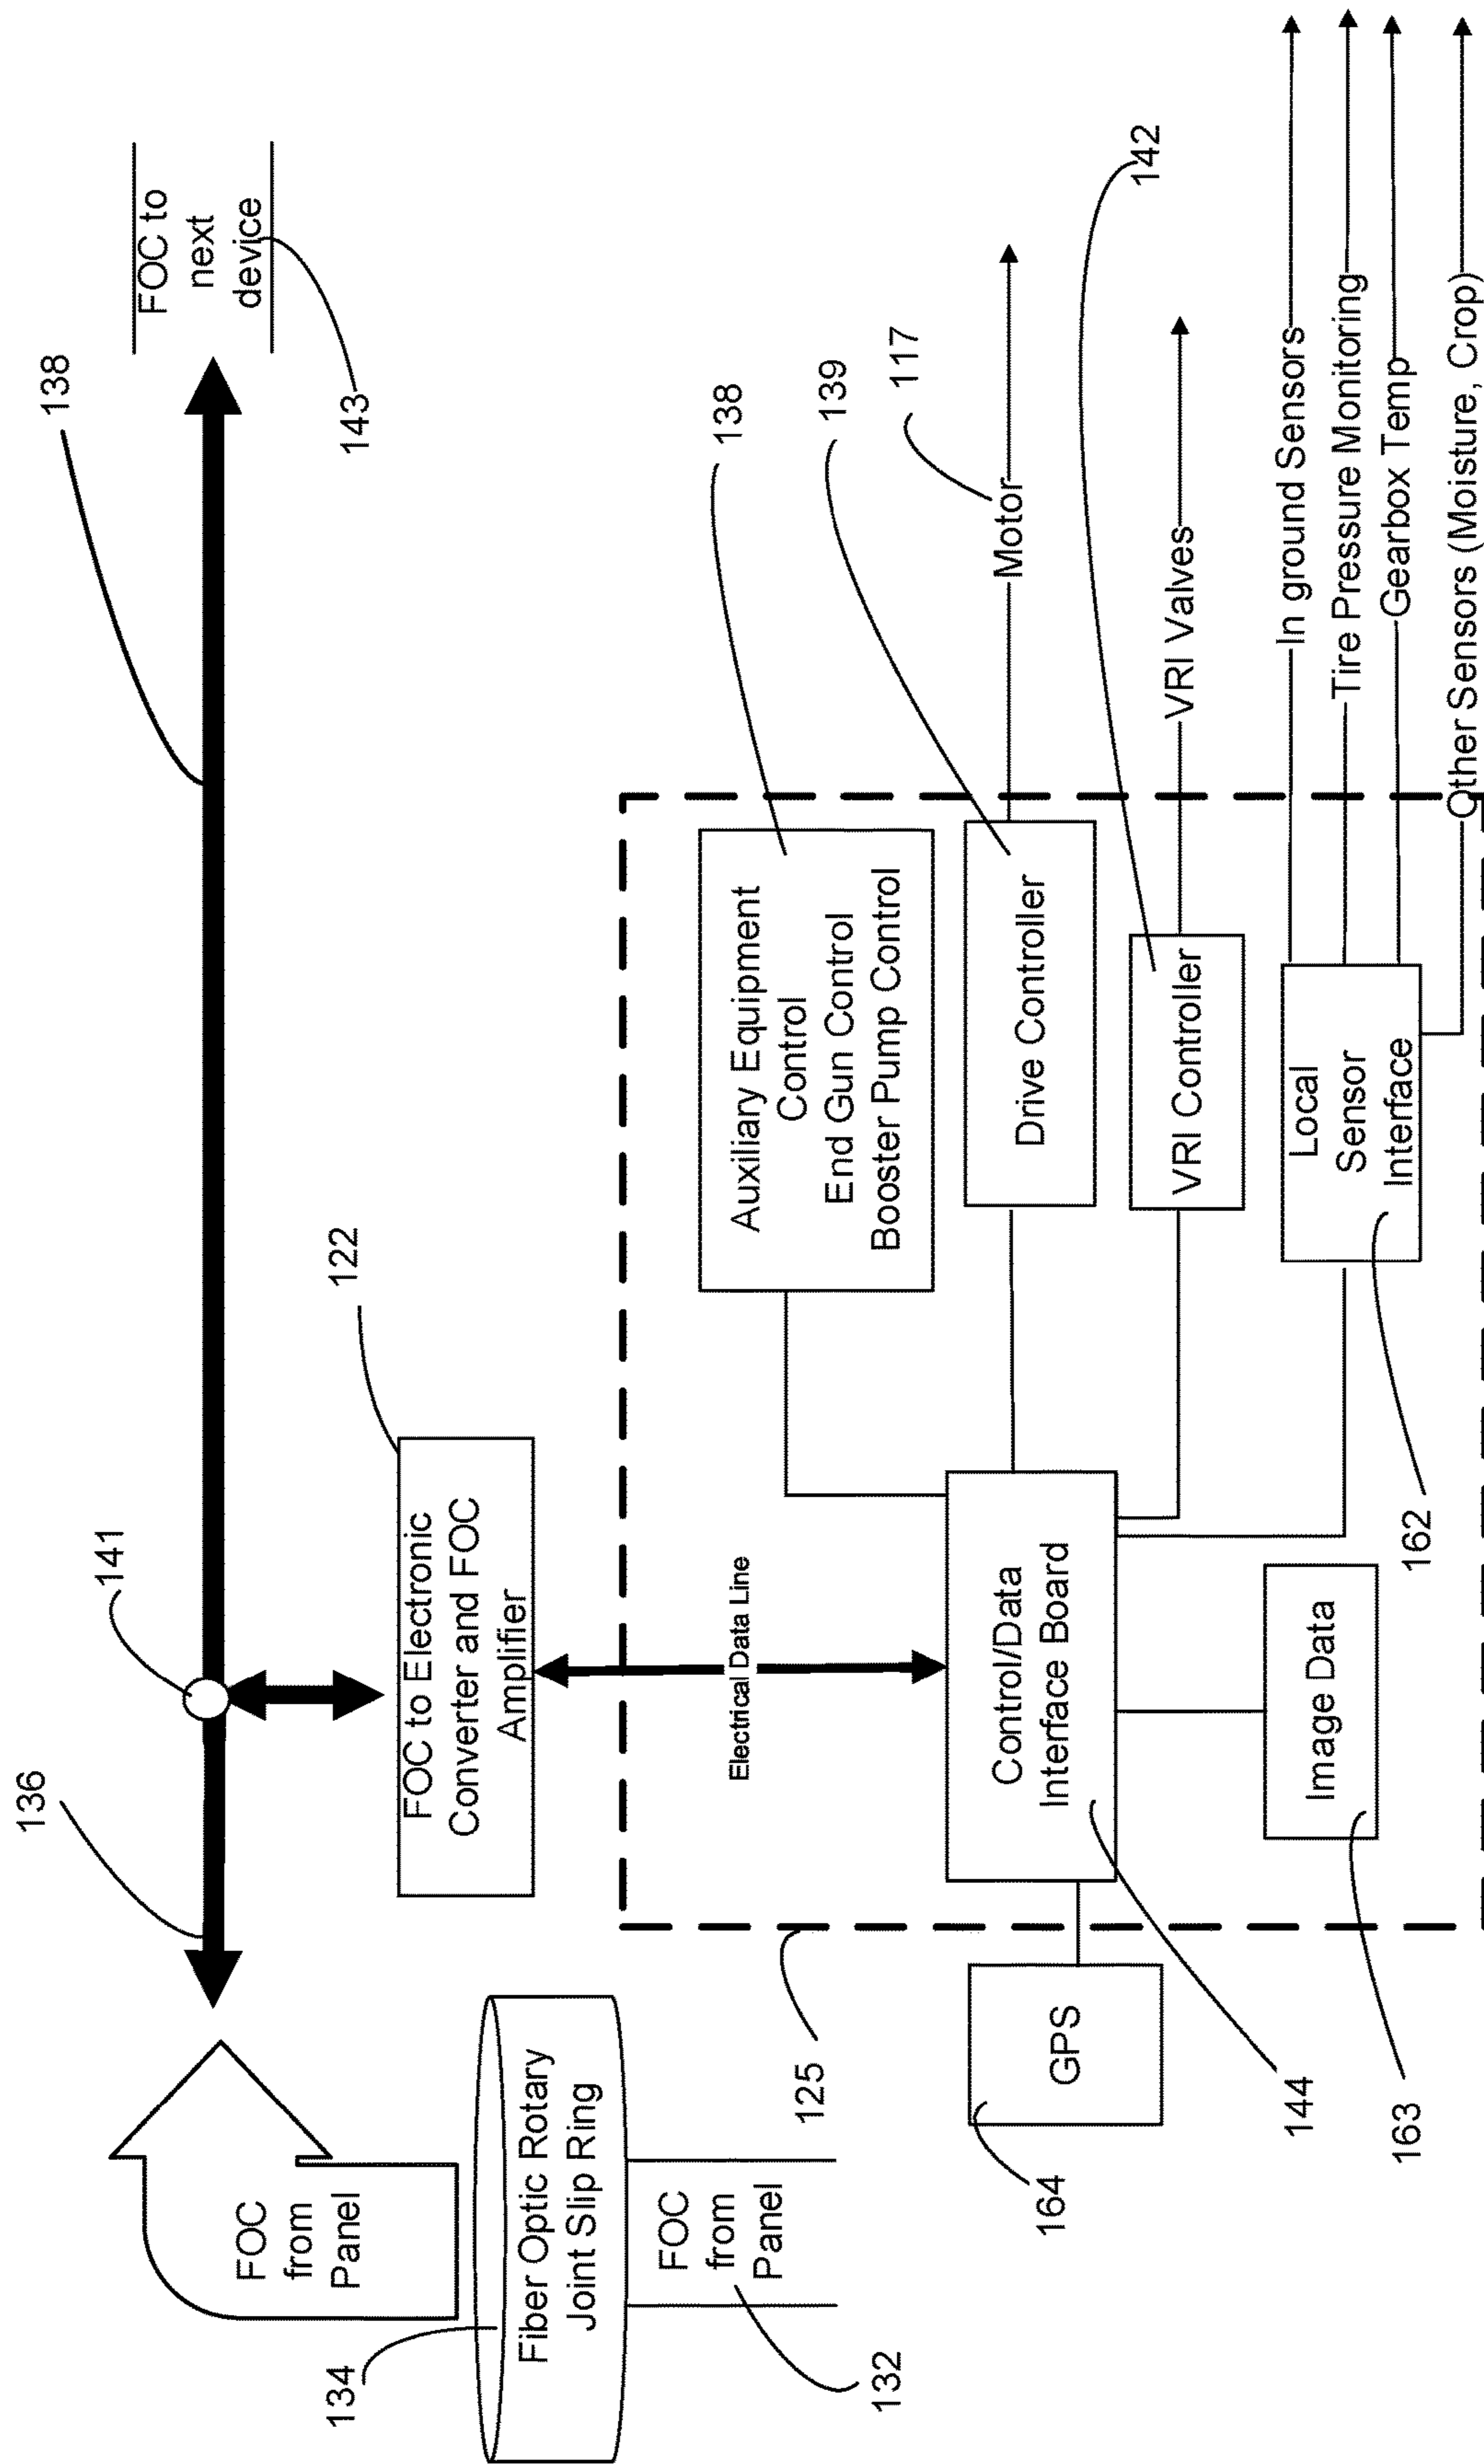 136
141
138
FOC to
next
device
143
FOC
from
Panel
122
FOC to Electronic
Converter and FOC
Amplifier
134
Fiber Optic Rotary
Joint Slip Ring
FOC
from
Panel
132
125
Electrical Data Line
138
139
117
142
Auxiliary Equipment
Control
End Gun Control
Booster Pump Control
Drive Controller
Motor
VRI Controller
VRI Valves
GPS
164
Control/Data
Interface Board
144
Image Data
163
Local
Sensor
Interface
162
In ground Sensors
Tire Pressure Monitoring
Gearbox Temp
Other Sensors (Moisture, Crop)